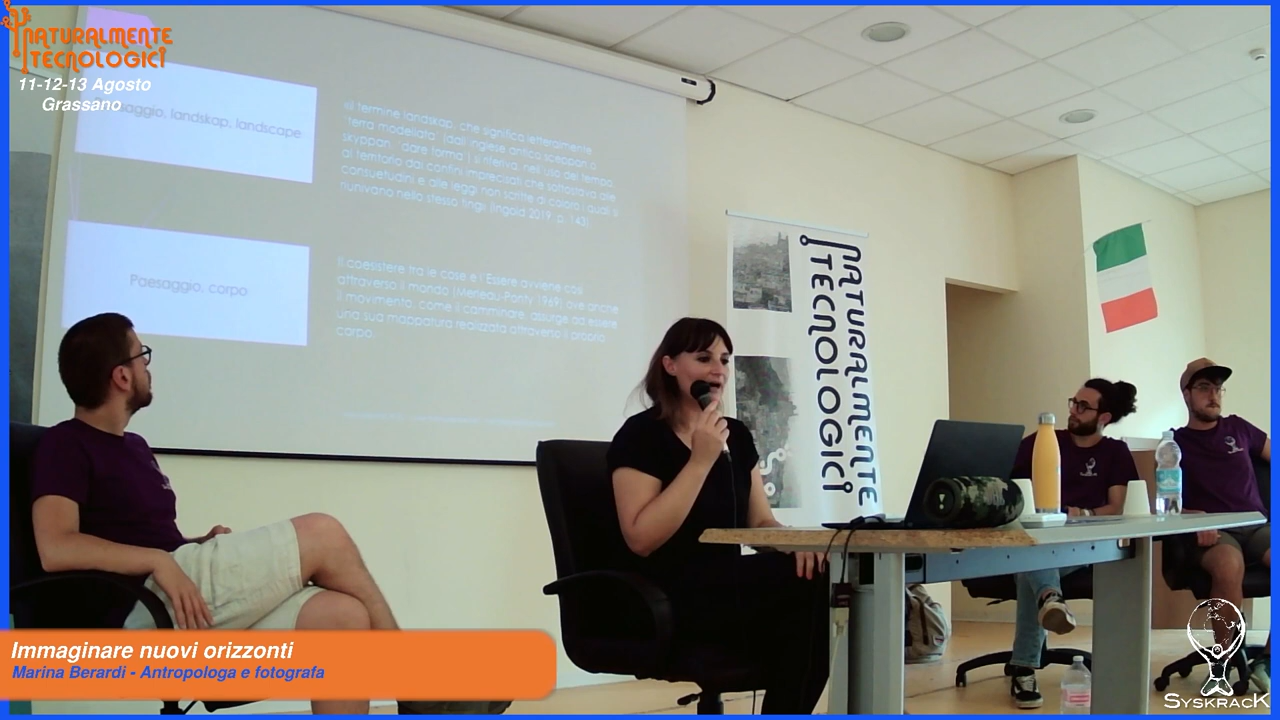 NATURALMENTE
TECNOLOGICI
11-12-13 Agosto
Grassano
landskap, landscape
«il termine landskap, che significa letteralmente
"terra modellata" (dall'inglese antico sceppan o
skyppan, "dare forma") si riferiva, nell'uso del tempo,
al territorio dai confini imprecisati che sottostava alle
consuetudini e alle leggi non scritte di coloro i quali si
riunivano nello stesso ting» (Ingold 2019, p. 143).
Paesaggio, corpo
Il coesistere tra le cose e l'Essere avviene così
attraverso il mondo (Merleau-Ponty 1969) ove anche
il movimento, come il camminare, assurge ad essere
una sua mappatura realizzata attraverso il proprio
corpo
NATURALMENTE
TECNOLOGICI
Immaginare nuovi orizzonti
Marina Berardi - Antropologa e fotografa
SYSKRACK